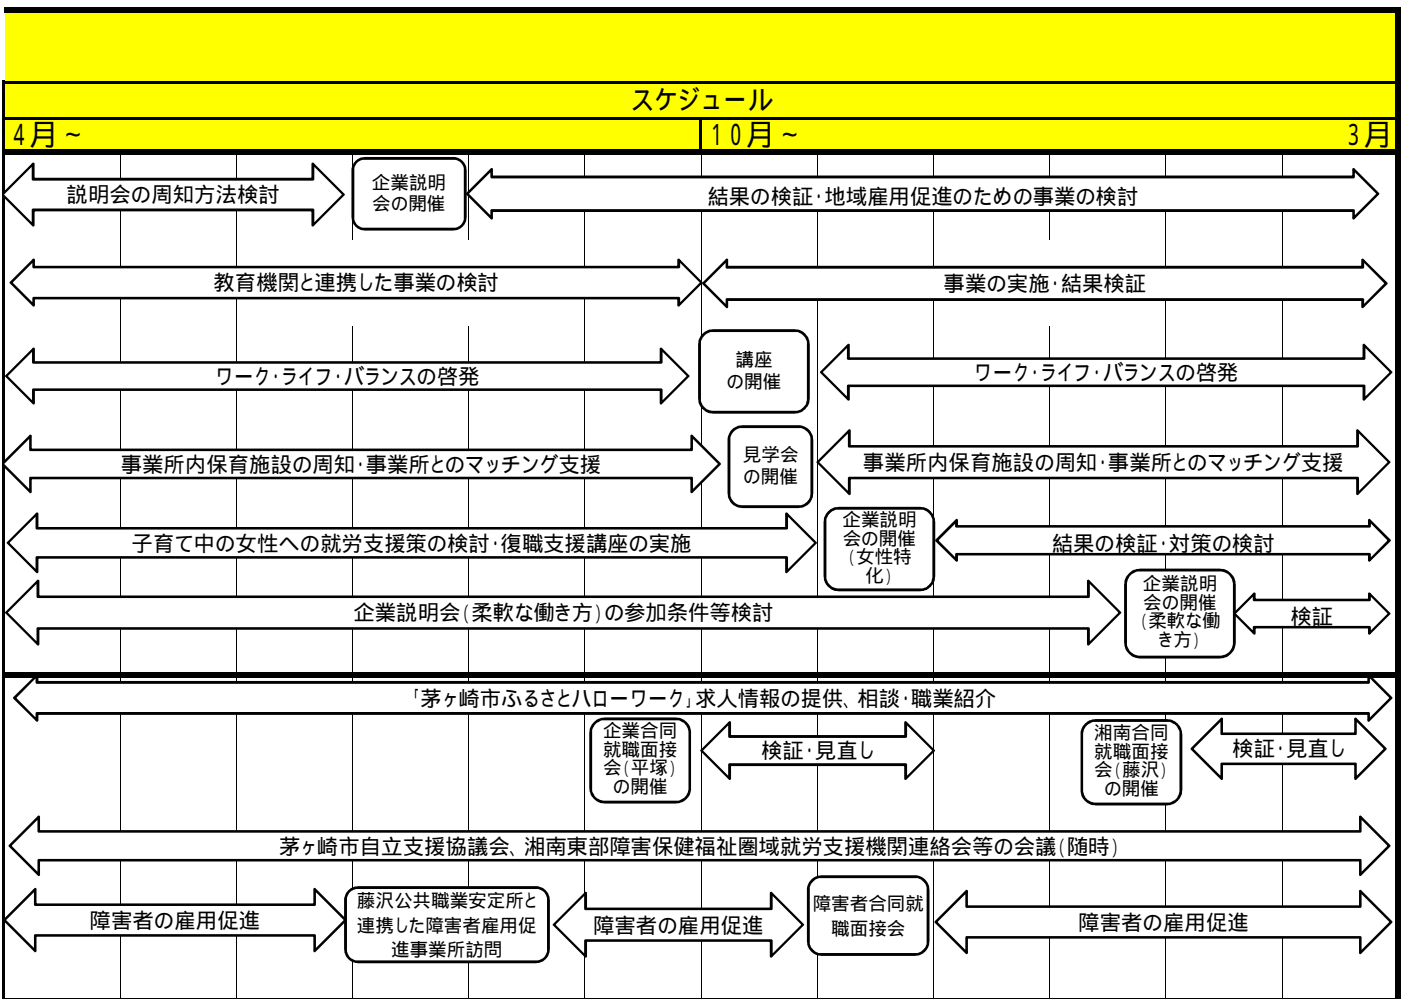 スケジュール
4月~
10月~
3月
説明会の周知方法検討
企業説明
会の開催
結果の検証・地域雇用促進のための事業の検討
教育機関と連携した事業の検討
事業の実施・結果検証
ワーク・ライフ・バランスの啓発
講座
の開催
ワーク・ライフ・バランスの啓発
事業所内保育施設の周知・事業所とのマッチング支援
見学会
の開催
事業所内保育施設の周知・事業所とのマッチング支援
子育て中の女性への就労支援策の検討・復職支援講座の実施
企業説明
会の開催
(女性特
化)
結果の検証・対策の検討
企業説明会(柔軟な働き方)の参加条件等検討
企業説明
会の開催
(柔軟な働
き方)
検証
「茅ヶ崎市ふるさとハローワーク」求人情報の提供、相談・職業紹介
企業合同
就職面接
会(平塚)
の開催
検証・見直し
湘南合同
就職面接
会(藤沢)
の開催
検証・見直し
茅ヶ崎市自立支援協議会、湘南東部障害保健福祉圏域就労支援機関連絡会等の会議(随時)
障害者の雇用促進
藤沢公共職業安定所と
連携した障害者雇用促
進事業所訪問
障害者の雇用促進
障害者合同就
職面接会
障害者の雇用促進